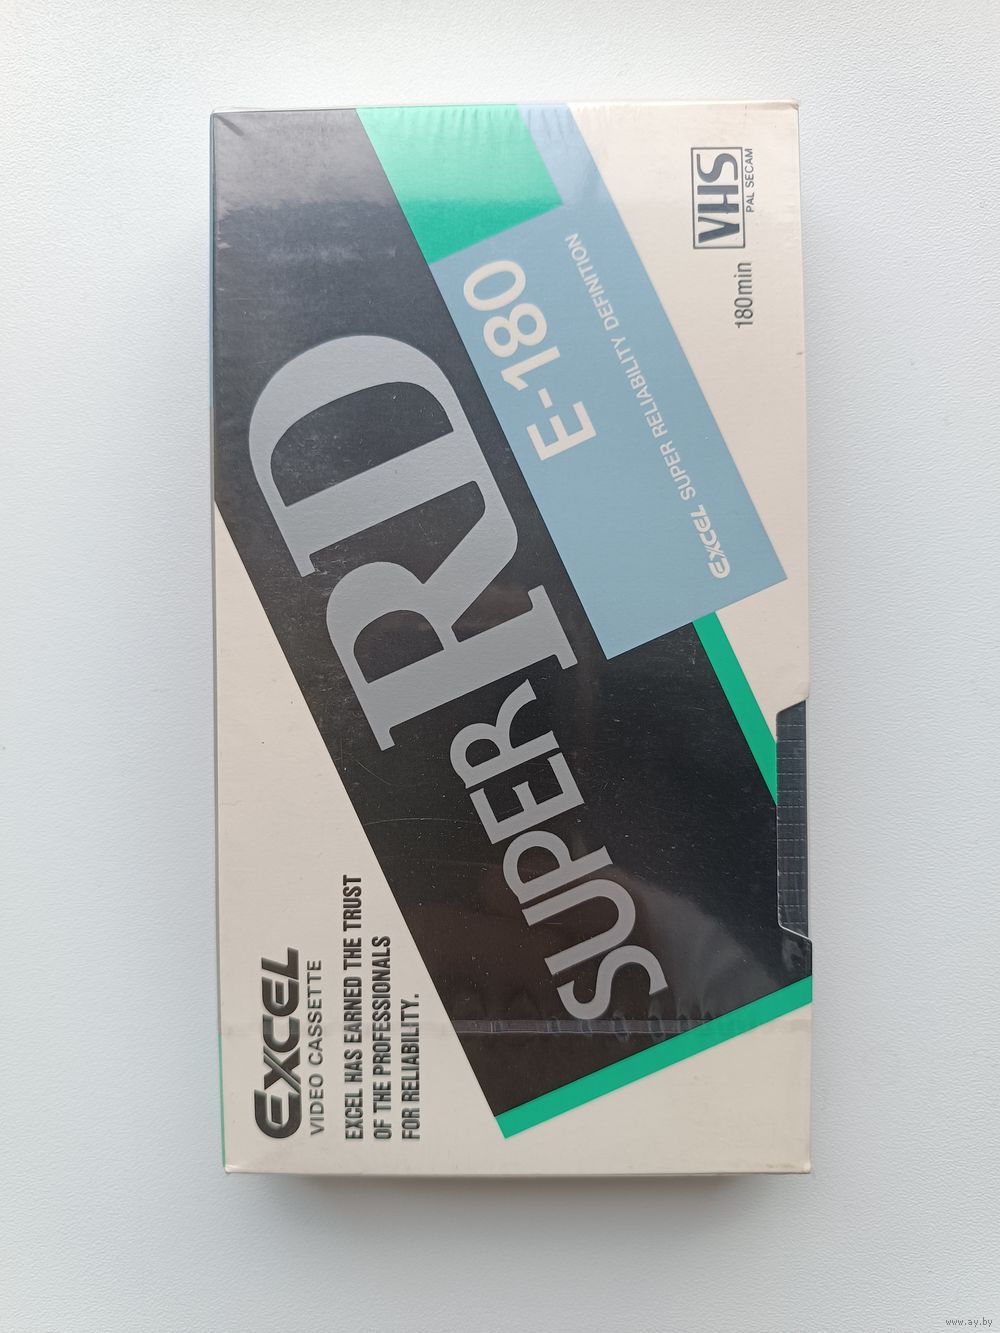 EXCEL
VIDEO CASSETTE
EXCEL HAS EARNED THE TRUST
OF THE PROFESSIONALS
FOR RELIABILITY.
SUPER RD
E-180
EXCEL SUPER RELIABILITY DEFINITION
VHS
PAL SECAM
180min
www.ay.by